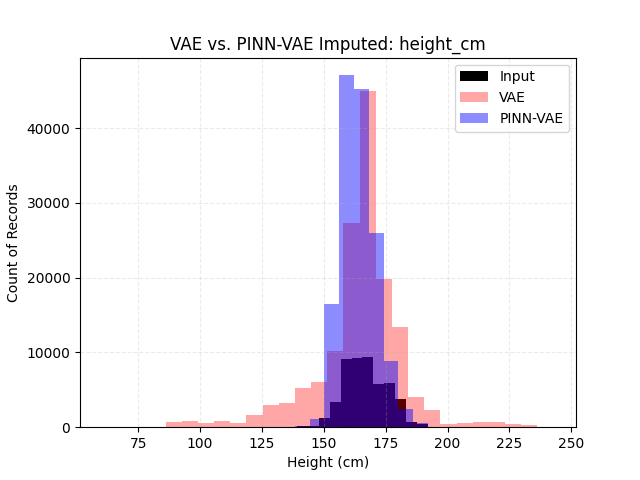 VAE vs. PINN-VAE Imputed: height_cm
Input
VAE
PINN-VAE
Count of Records
40000
30000
20000
10000
0
75 100 125 150 175 200 225 250
Height (cm)